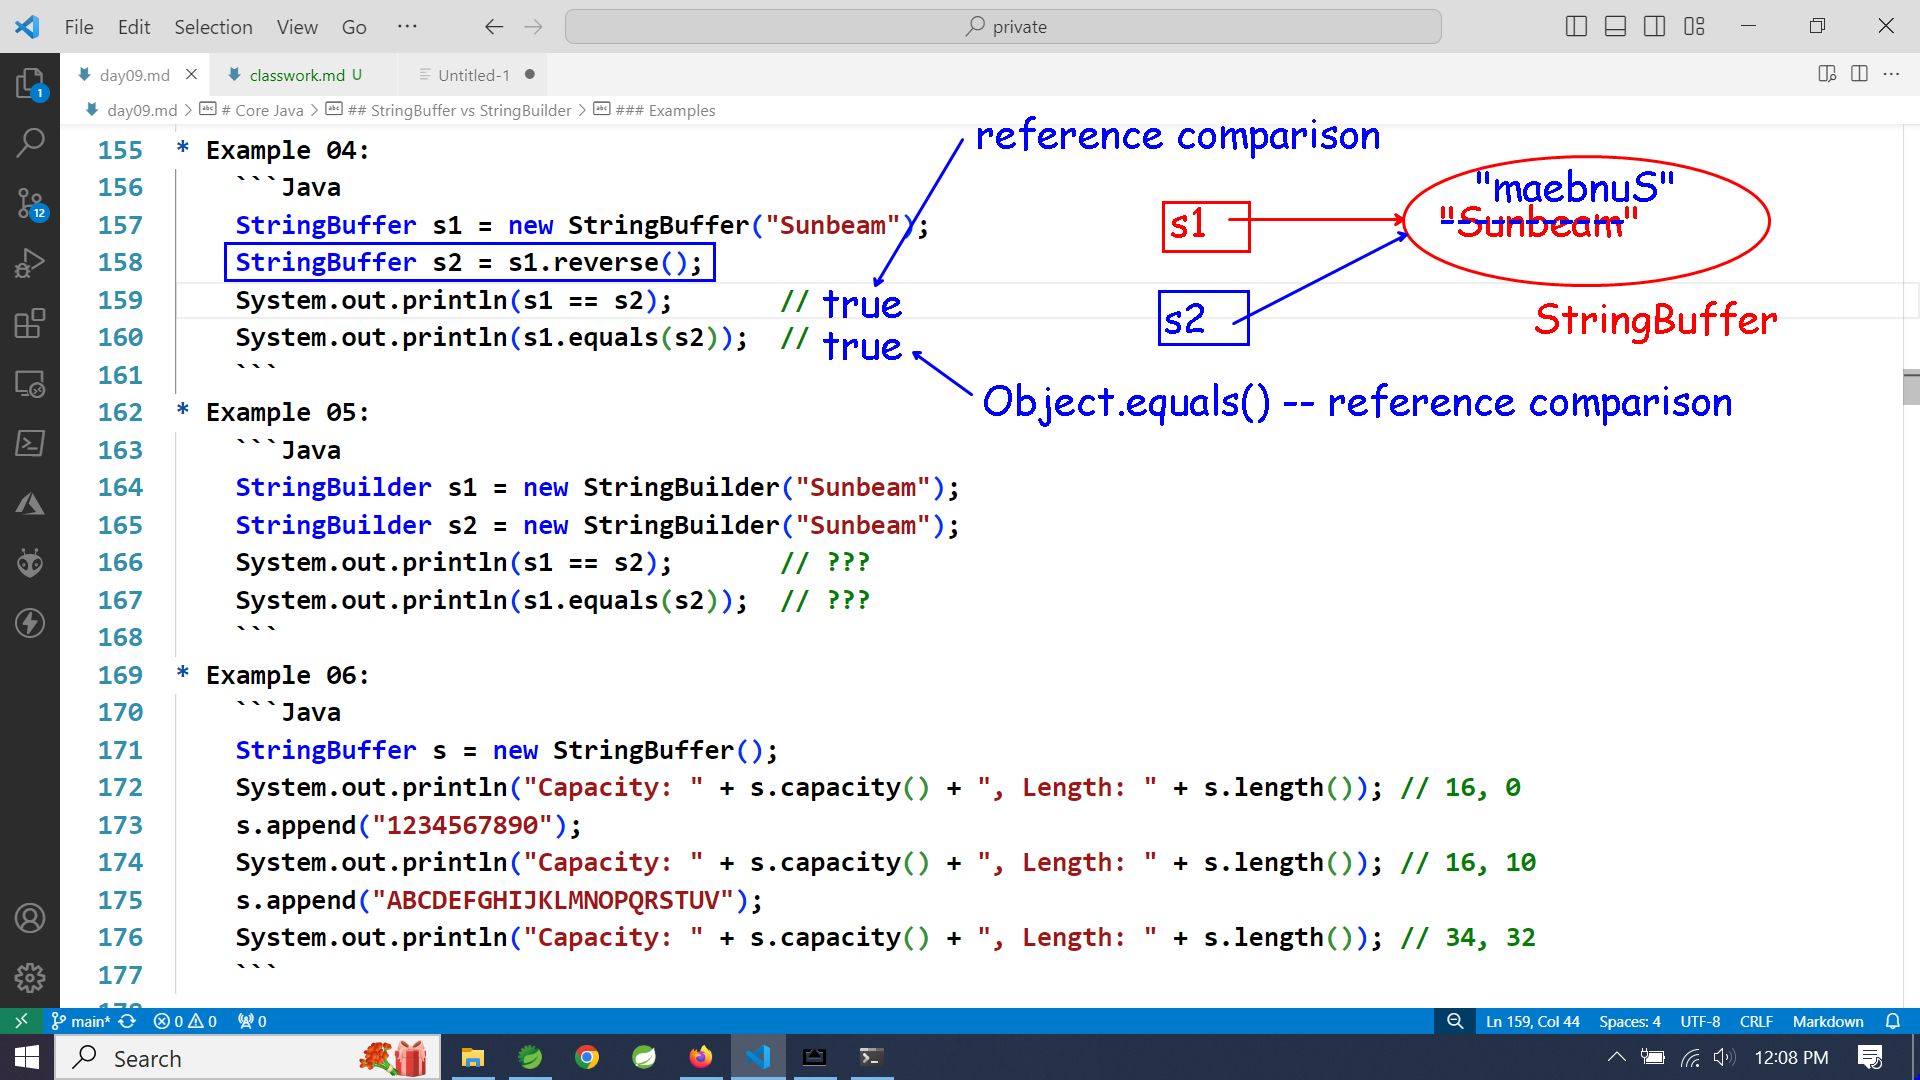 File Edit Selection View Go ··· private
day09.md classwork.md U Untitled-1
day09.md > # Core Java > ## StringBuffer vs StringBuilder > ### Examples
reference comparison
155 * Example 04:
156 ```Java
157 StringBuffer s1 = new StringBuffer("Sunbeam");
158 StringBuffer s2 = s1.reverse();
159 System.out.println(s1 == s2); // true
160 System.out.println(s1.equals(s2)); // true
161 ```
s1
"maebnuS"
"Sunbeam"
s2
StringBuffer
Object.equals() -- reference comparison
162 * Example 05:
163 ```Java
164 StringBuilder s1 = new StringBuilder("Sunbeam");
165 StringBuilder s2 = new StringBuilder("Sunbeam");
166 System.out.println(s1 == s2); // ???
167 System.out.println(s1.equals(s2)); // ???
168 ```
169 * Example 06:
170 ```Java
171 StringBuffer s = new StringBuffer();
172 System.out.println("Capacity: " + s.capacity() + ", Length: " + s.length()); // 16, 0
173 s.append("1234567890");
174 System.out.println("Capacity: " + s.capacity() + ", Length: " + s.length()); // 16, 10
175 s.append("ABCDEFGHIJKLMNOPQRSTUV");
176 System.out.println("Capacity: " + s.capacity() + ", Length: " + s.length()); // 34, 32
177 ```
1
12
main* 0 0 0 Ln 159, Col 44 Spaces: 4 UTF-8 CRLF Markdown
Search 12:08 PM